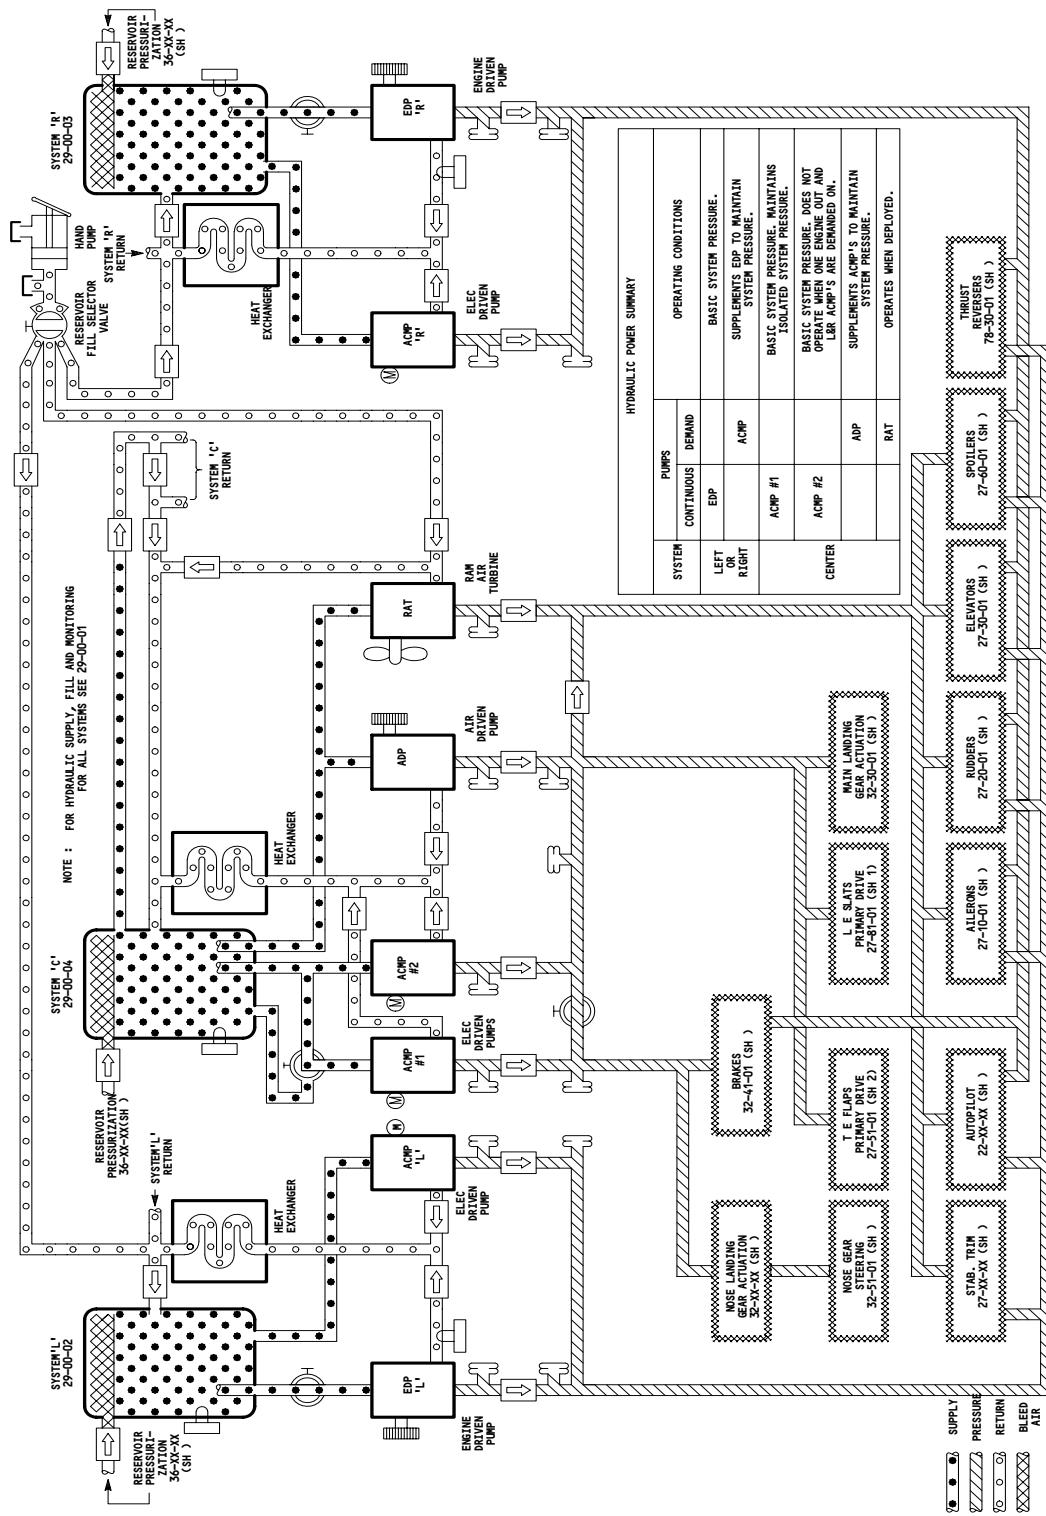 RESERVOIR
PRESSURI-
ZATION
36-XX-XX
(SH )
SYSTEM'L'
29-00-02
SYSTEM'L'
RETURN
HEAT
EXCHANGER
EDP
'L'
ENGINE
DRIVEN
PUMP
ACMP
'L'
M
ELEC
DRIVEN
PUMP
RESERVOIR
PRESSURIZATION
36-XX-XX(SH )
SYSTEM 'C'
29-00-04
NOTE : FOR HYDRAULIC SUPPLY, FILL AND MONITORING
FOR ALL SYSTEMS SEE 29-00-01
HEAT
EXCHANGER
ACMP
#1
M
ACMP
#2
M
ELEC
DRIVEN
PUMPS
ADP
AIR
DRIVEN
PUMP
RAT
RAM
AIR
TURBINE
SYSTEM 'C'
RETURN
RESERVOIR
FILL SELECTOR
VALVE
HAND
PUMP
SYSTEM 'R'
RETURN
HEAT
EXCHANGER
SYSTEM 'R'
29-00-03
RESERVOIR
PRESSURI-
ZATION
36-XX-XX
(SH )
ACMP
'R'
M
ELEC
DRIVEN
PUMP
EDP
'R'
ENGINE
DRIVEN
PUMP
HYDRAULIC POWER SUMMARY
SYSTEM
PUMPS
CONTINUOUS
DEMAND
OPERATING CONDITIONS
LEFT
OR
RIGHT
EDP
BASIC SYSTEM PRESSURE.
ACMP
SUPPLEMENTS EDP TO MAINTAIN
SYSTEM PRESSURE.
CENTER
ACMP #1
BASIC SYSTEM PRESSURE. MAINTAINS
ISOLATED SYSTEM PRESSURE.
ACMP #2
BASIC SYSTEM PRESSURE. DOES NOT
OPERATE WHEN ONE ENGINE OUT AND
L&R ACMP'S ARE DEMANDED ON.
ADP
SUPPLEMENTS ACMP'S TO MAINTAIN
SYSTEM PRESSURE.
RAT
OPERATES WHEN DEPLOYED.
NOSE LANDING
GEAR ACTUATION
32-XX-XX (SH )
BRAKES
32-41-01 (SH )
NOSE GEAR
STEERING
32-51-01 (SH )
T E FLAPS
PRIMARY DRIVE
27-51-01 (SH 2)
L E SLATS
PRIMARY DRIVE
27-81-01 (SH 1)
MAIN LANDING
GEAR ACTUATION
32-30-01 (SH )
STAB. TRIM
27-XX-XX (SH )
AUTOPILOT
22-XX-XX (SH )
AILERONS
27-10-01 (SH )
RUDDERS
27-20-01 (SH )
ELEVATORS
27-30-01 (SH )
SPOILERS
27-60-01 (SH )
THRUST
REVERSERS
78-30-01 (SH )
SUPPLY
PRESSURE
RETURN
BLEED
AIR